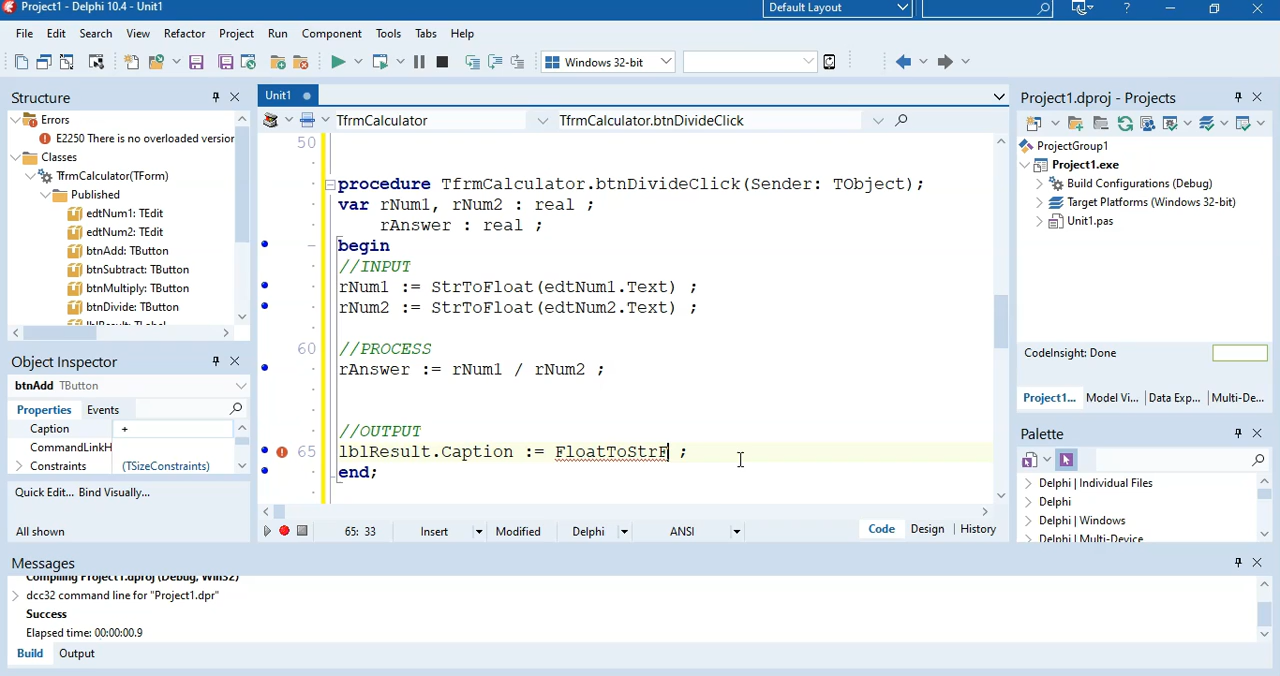 Project1 - Delphi 10.4 - Unit1
Default Layout
File Edit Search View Refactor Project Run Component Tools Tabs Help
Windows 32-bit
Structure
Errors
E2250 There is no overloaded version
Classes
TfrmCalculator(TForm)
Published
edtNum1: TEdit
edtNum2: TEdit
btnAdd: TButton
btnSubtract: TButton
btnMultiply: TButton
btnDivide: TButton
lblResult: TLabel
Object Inspector
btnAdd TButton
Properties Events
Caption +
CommandLinkH
Constraints (TSizeConstraints)
Quick Edit... Bind Visually...
All shown
Unit1
TfrmCalculator TfrmCalculator.btnDivideClick
50
procedure TfrmCalculator.btnDivideClick(Sender: TObject);
var rNum1, rNum2 : real ;
rAnswer : real ;
begin
//INPUT
rNum1 := StrToFloat(edtNum1.Text) ;
rNum2 := StrToFloat(edtNum2.Text) ;
60 //PROCESS
rAnswer := rNum1 / rNum2 ;
//OUTPUT
65 lblResult.Caption := FloatToStrF ;
end;
65: 33 Insert Modified Delphi ANSI
Code Design History
Project1.dproj - Projects
ProjectGroup1
Project1.exe
Build Configurations (Debug)
Target Platforms (Windows 32-bit)
Unit1.pas
CodeInsight: Done
Project1... Model Vi... Data Exp... Multi-De...
Palette
Delphi | Individual Files
Delphi
Delphi | Windows
Delphi | Multi-Device
Messages
Compiling Project1.dproj (Debug, Win32)
dcc32 command line for "Project1.dpr"
Success
Elapsed time: 00:00:00.9
Build Output